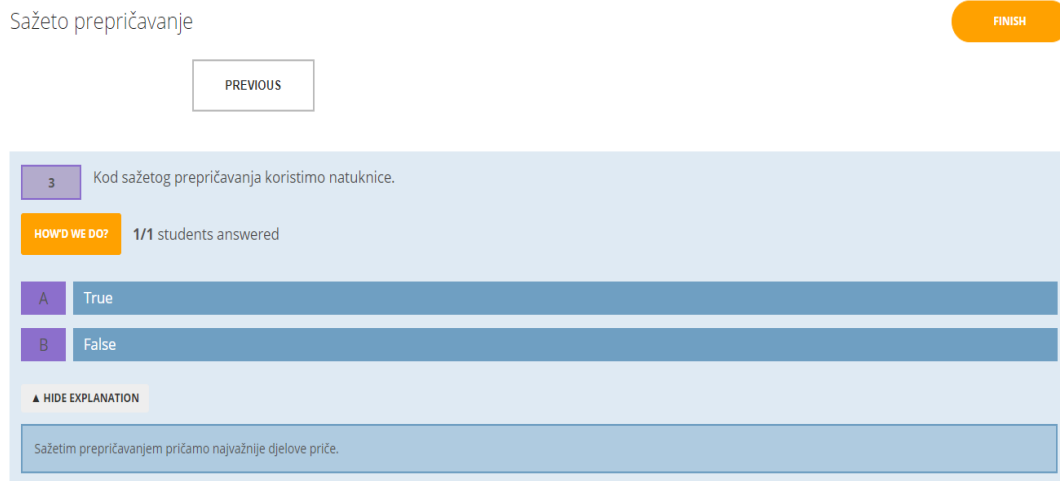 Sažeto prepričavanje
FINISH
PREVIOUS
3
Kod sažetog prepričavanja koristimo natuknice.
HOW'D WE DO?
1/1 students answered
A
True
B
False
▲ HIDE EXPLANATION
Sažetim prepričavanjem pričamo najvažnije djelove priče.